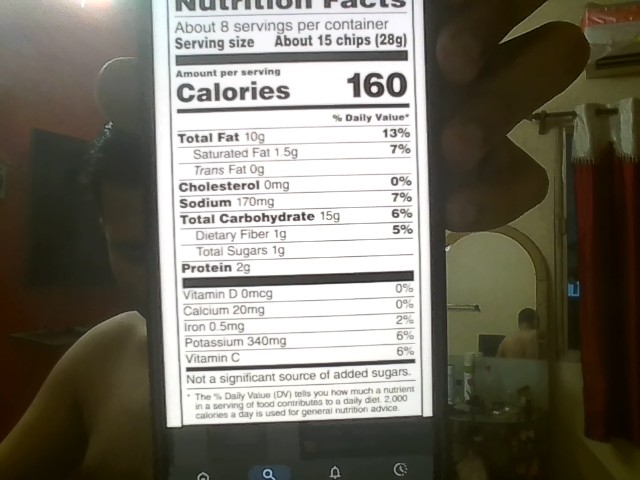 Nutrition Facts
About 8 servings per container
Serving size About 15 chips (28g)
Amount per serving
Calories 160
% Daily Value*
Total Fat 10g 13%
Saturated Fat 1.5g 7%
Trans Fat 0g
Cholesterol 0mg 0%
Sodium 170mg 7%
Total Carbohydrate 15g 6%
Dietary Fiber 1g 5%
Total Sugars 1g
Protein 2g
Vitamin D 0mcg 0%
Calcium 20mg 0%
Iron 0.5mg 2%
Potassium 340mg 6%
Vitamin C 6%
Not a significant source of added sugars.
* The % Daily Value (DV) tells you how much a nutrient
in a serving of food contributes to a daily diet. 2,000
calories a day is used for general nutrition advice.